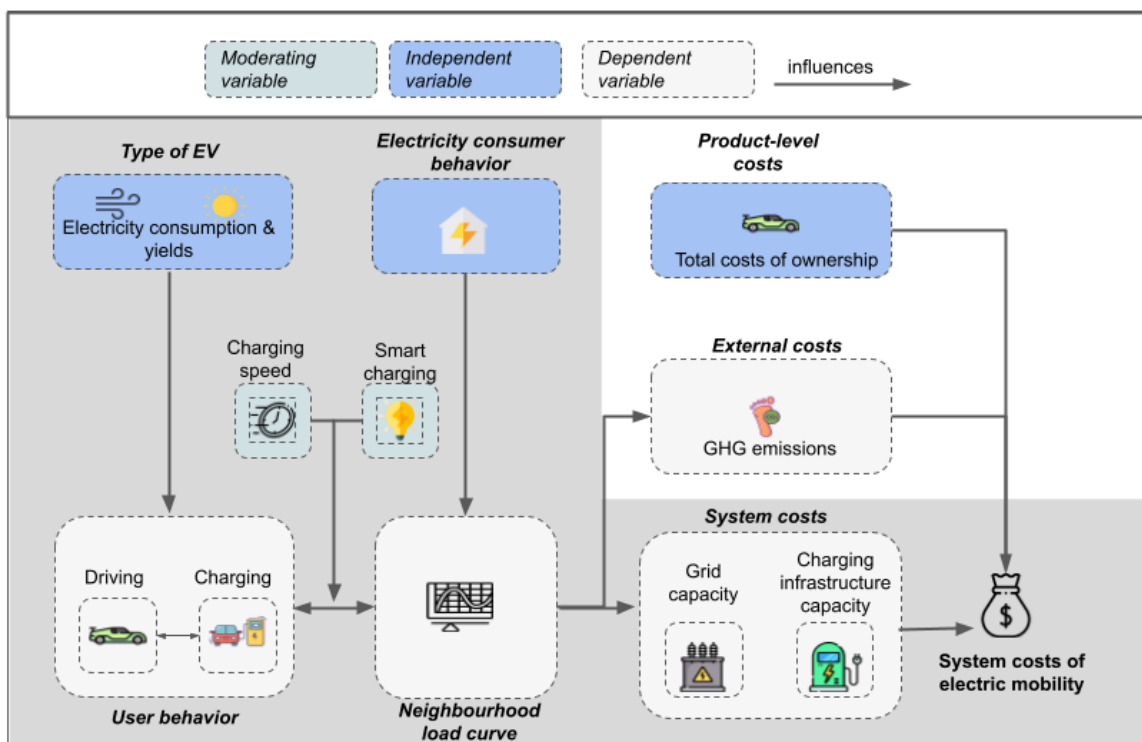 Moderating
variable
Independent
variable
Dependent
variable
influences
Type of EV
Electricity consumption &
yields
Electricity consumer
behavior
Product-level
costs
Total costs of ownership
Charging
speed
Smart
charging
External costs
GHG emissions
System costs
Driving
Charging
Grid
capacity
Charging
infrastructure
capacity
$
User behavior
Neighbourhood
load curve
System costs of
electric mobility